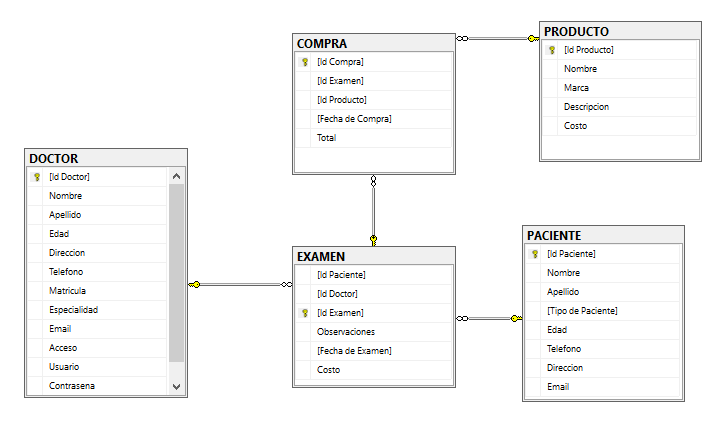 COMPRA
[Id Compra]
[Id Examen]
[Id Producto]
[Fecha de Compra]
Total
PRODUCTO
[Id Producto]
Nombre
Marca
Descripcion
Costo
DOCTOR
[Id Doctor]
Nombre
Apellido
Edad
Direccion
Telefono
Matricula
Especialidad
Email
Acceso
Usuario
Contrasena
EXAMEN
[Id Paciente]
[Id Doctor]
[Id Examen]
Observaciones
[Fecha de Examen]
Costo
PACIENTE
[Id Paciente]
Nombre
Apellido
[Tipo de Paciente]
Edad
Telefono
Direccion
Email